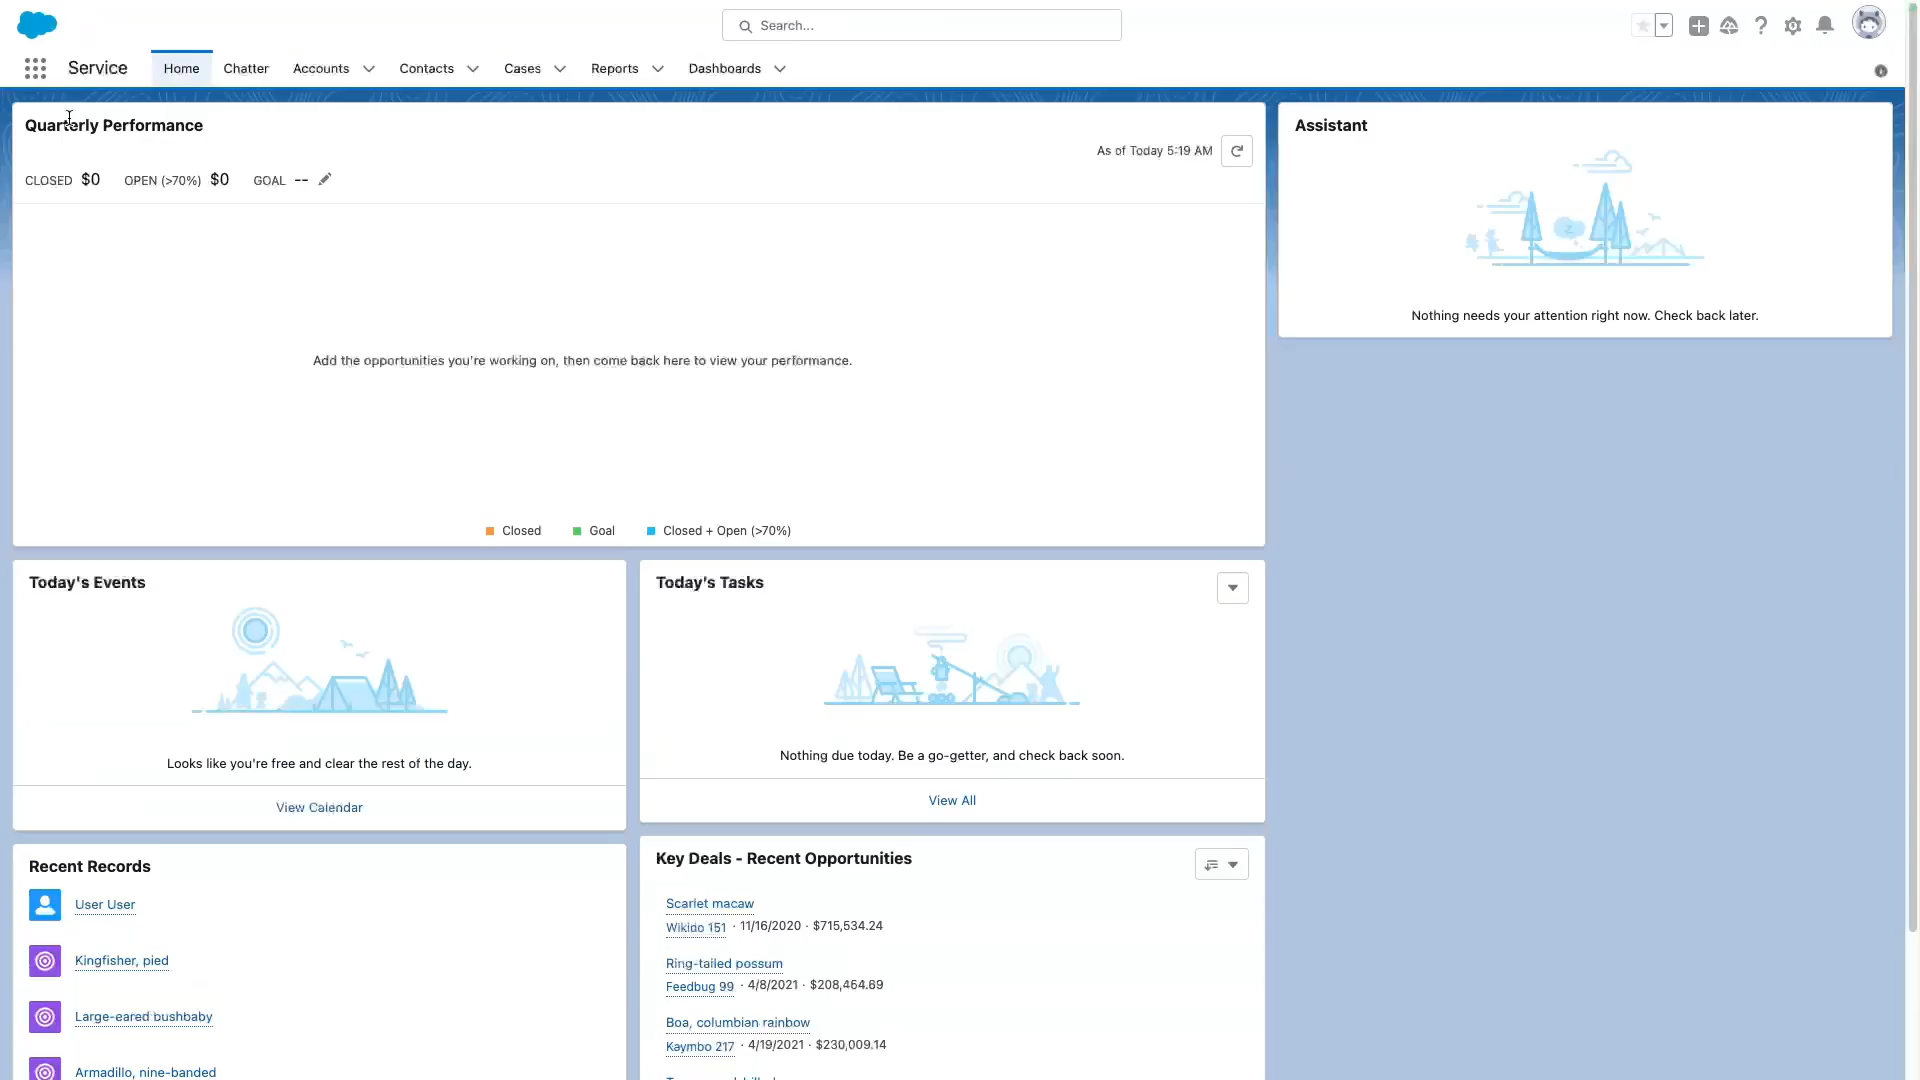 Search...
Service
Home
Chatter
Accounts
Contacts
Cases
Reports
Dashboards
Quarterly Performance
As of Today 5:19 AM
CLOSED $0 OPEN (>70%) $0 GOAL --
Add the opportunities you're working on, then come back here to view your performance.
Closed
Goal
Closed + Open (>70%)
Assistant
Nothing needs your attention right now. Check back later.
Today's Events
Looks like you're free and clear the rest of the day.
View Calendar
Today's Tasks
Nothing due today. Be a go-getter, and check back soon.
View All
Recent Records
User User
Kingfisher, pied
Large-eared bushbaby
Armadillo, nine-banded
Key Deals - Recent Opportunities
Scarlet macaw
Wikido 151 · 11/16/2020 · $715,534.24
Ring-tailed possum
Feedbug 99 · 4/8/2021 · $208,464.69
Boa, columbian rainbow
Kaymbo 217 · 4/19/2021 · $230,009.14